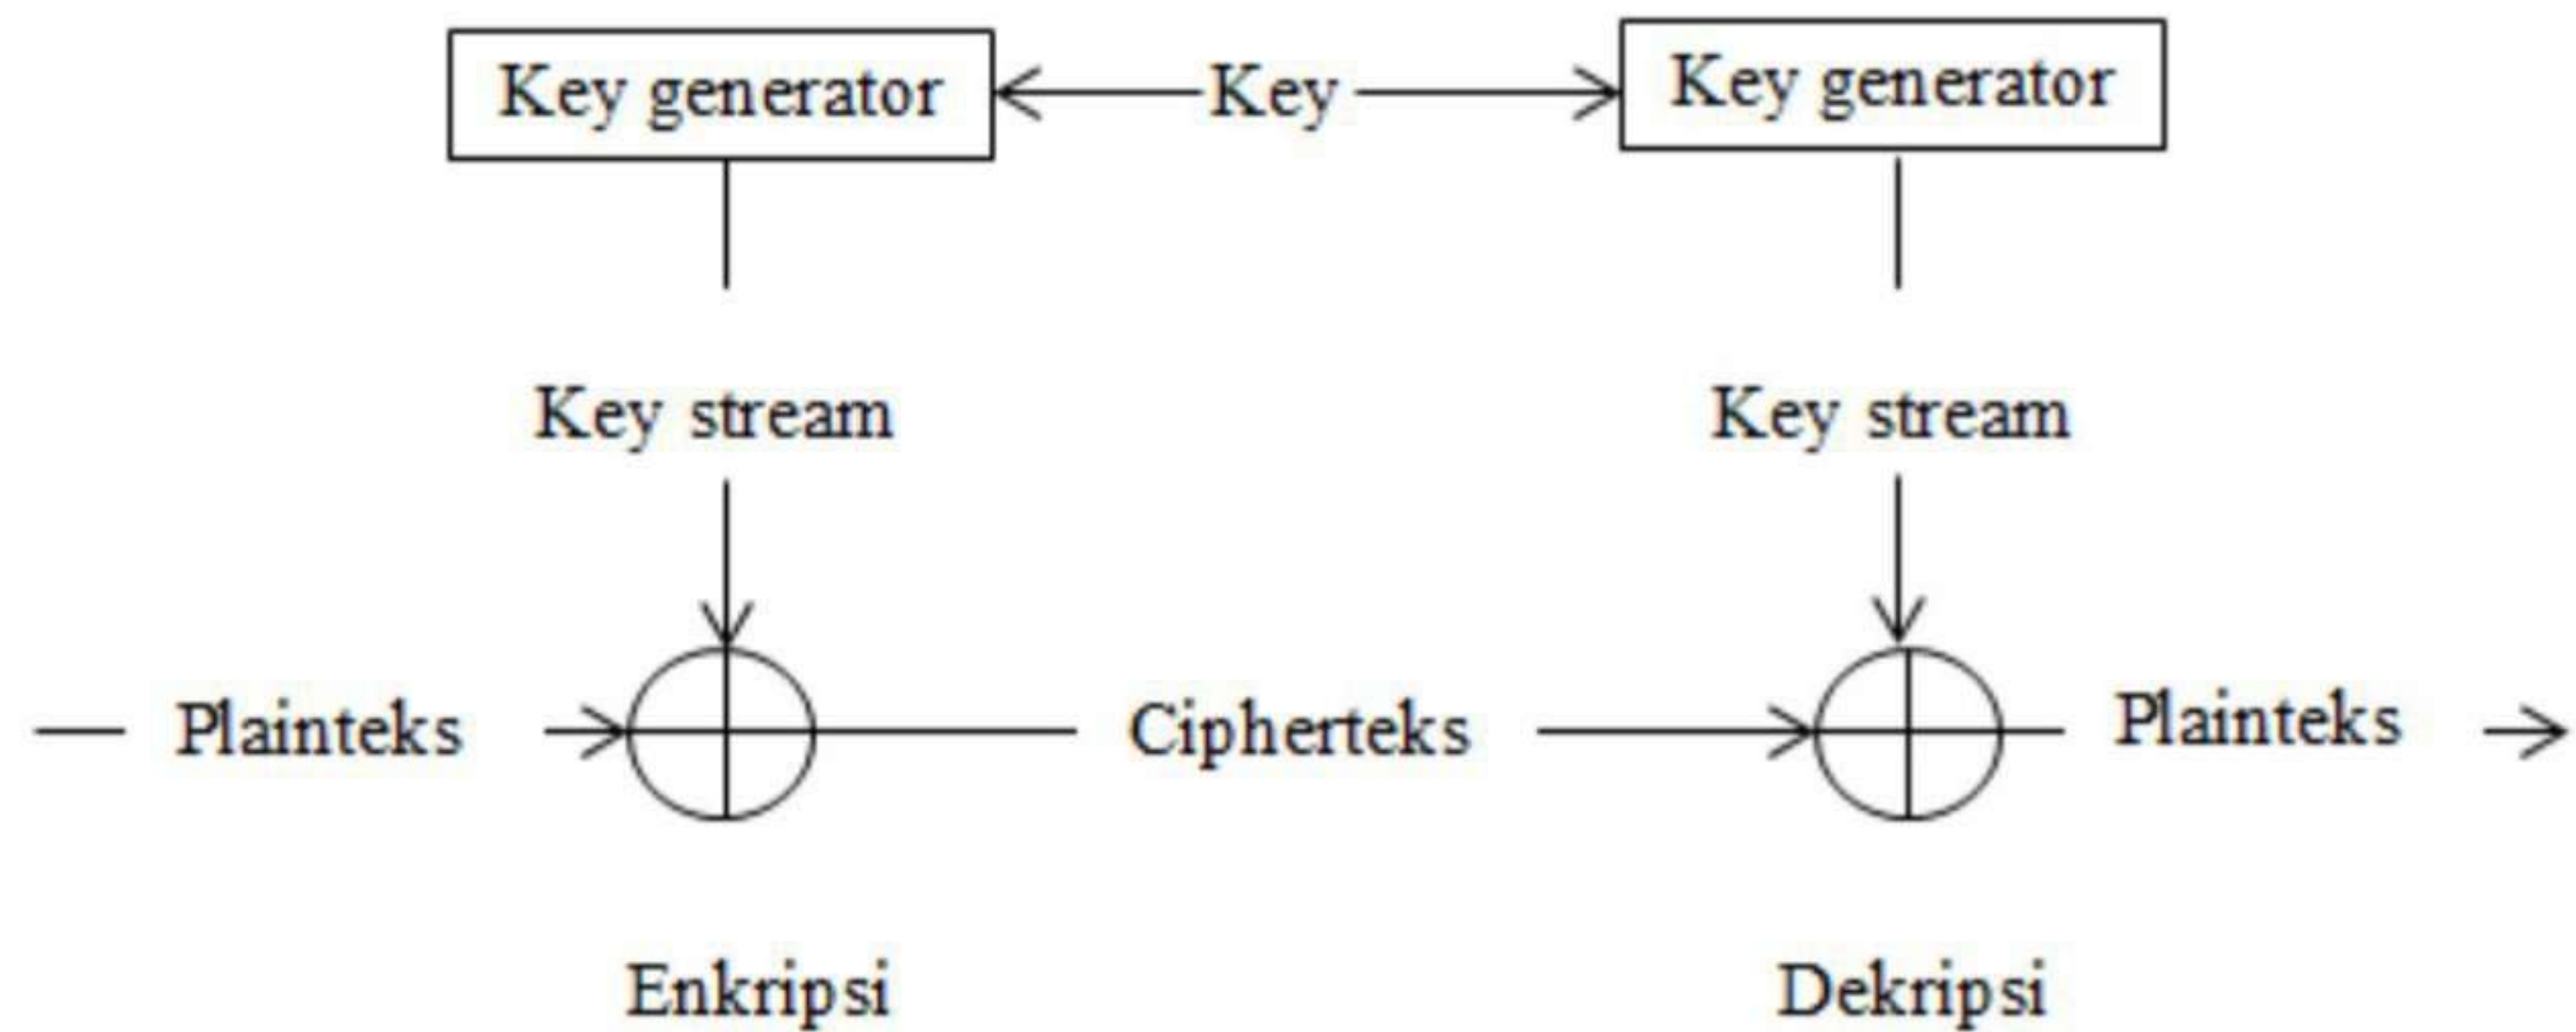 Key generator
Key
Key generator
Key stream
Key stream
Plainteks
Cipherteks
Plainteks
Enkripsi
Dekripsi